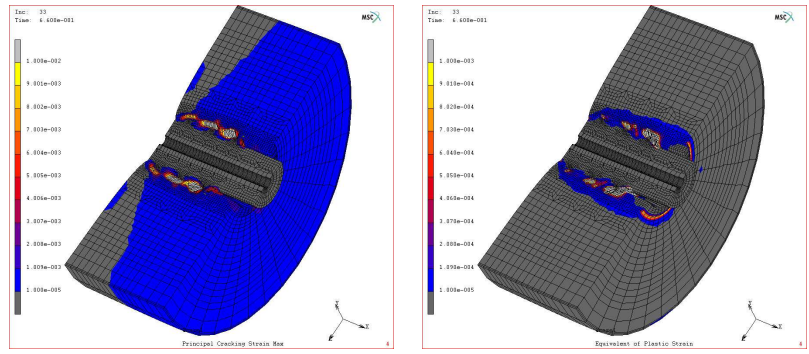 Inc: 33
Time: 6.600e-001
MSC
1.000e-002
9.001e-003
8.002e-003
7.003e-003
6.004e-003
5.005e-003
4.006e-003
3.007e-003
2.008e-003
1.009e-003
1.000e-005
Y
X
Z
Principal Cracking Strain Max
4
Inc: 33
Time: 6.600e-001
MSC
1.000e-003
9.010e-004
8.020e-004
7.030e-004
6.040e-004
5.050e-004
4.060e-004
3.070e-004
2.080e-004
1.090e-004
1.000e-005
Y
X
Z
Equivalent of Plastic Strain
4